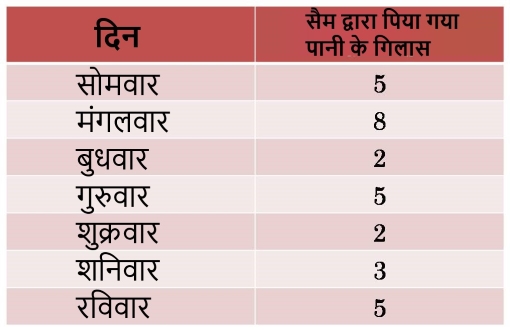 दिन
सैम द्वारा पिया गया
पानी के गिलास
सोमवार 5
मंगलवार 8
बुधवार 2
गुरुवार 5
शुक्रवार 2
शनिवार 3
रविवार 5